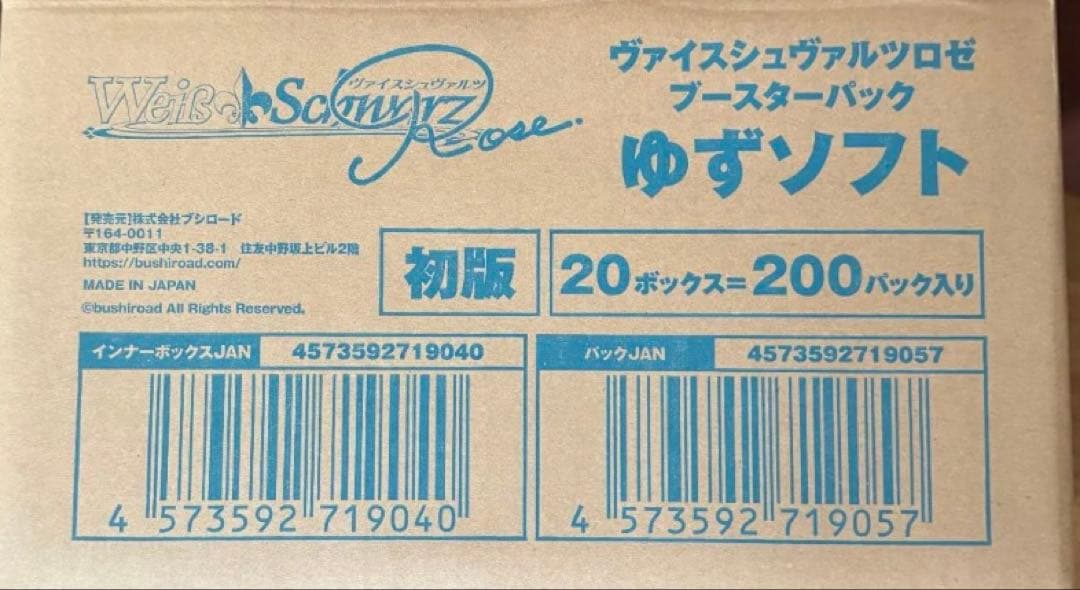 Weiß Schwarz
ヴァイスシュヴァルツ
Rose.
ヴァイスシュヴァルツロゼ
ブースターパック
ゆずソフト
【発売元】株式会社ブシロード
〒164-0011
東京都中野区中央1-38-1 住友中野坂上ビル2階
https://bushiroad.com/
MADE IN JAPAN
©bushiroad All Rights Reserved.
初版
20ボックス=200パック入り
インナーボックスJAN 4573592719040
4 573592 719040
パックJAN 4573592719057
4 573592 719057